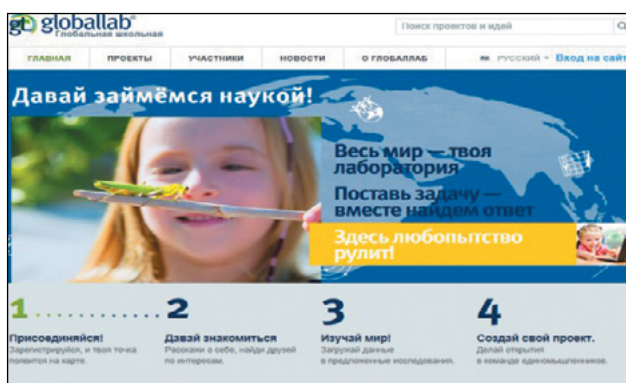 globallab
Глобальная школьная
Поиск проектов и идей
ГЛАВНАЯ ПРОЕКТЫ УЧАСТНИКИ НОВОСТИ О ГЛОБАЛЛАБ РУССКИЙ Вход на сайт
Давай займёмся наукой!
Весь мир — твоя
лаборатория
Поставь задачу —
вместе найдем ответ
Здесь любопытство
рулит!
1 2 3 4
Присоединяйся! Давай знакомиться Изучай мир! Создай свой проект.
Зарегистрируйся, и твоя точка Расскажи о себе, найди друзей Загружай данные Делай открытия
появится на карте. по интересам. в предложенные исследования. в команде единомышленников.